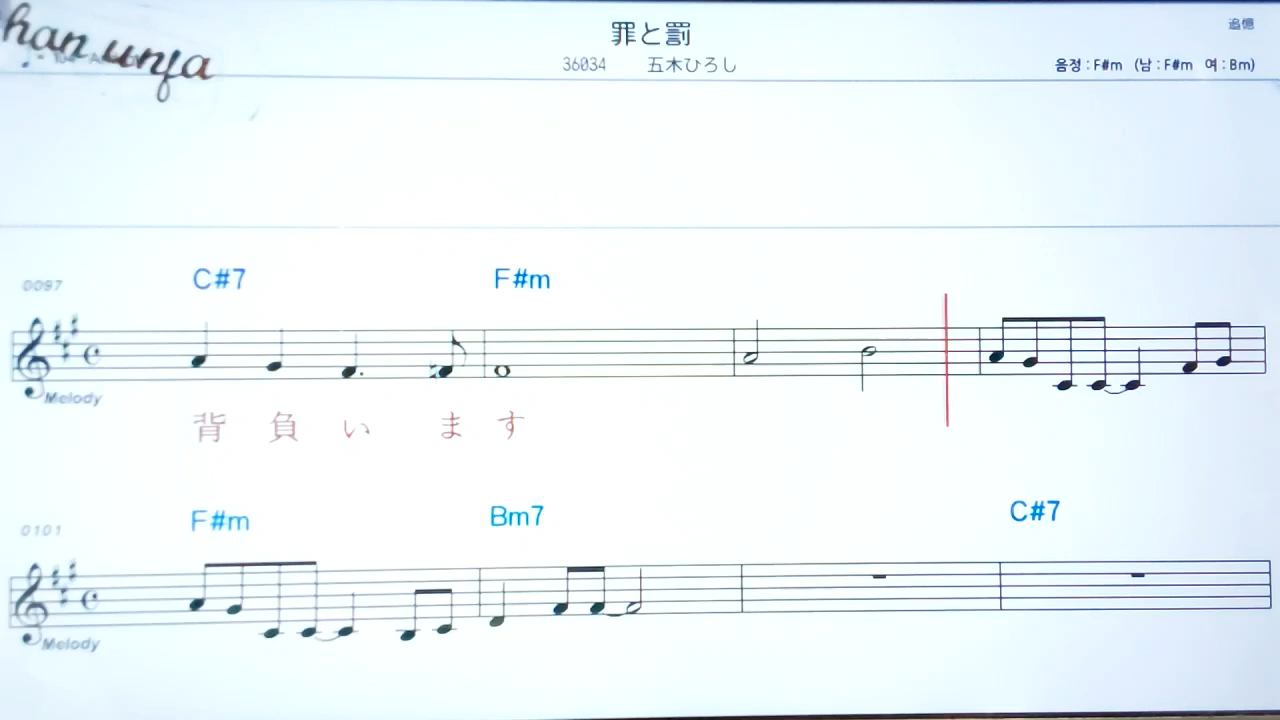 han unfa
罪と罰
追憶
36034 五木ひろし
음정 : F#m (남 : F#m 여 : Bm)
C#7 F#m
0097
Melody
背 負 い ま す
F#m Bm7 C#7
0101
Melody